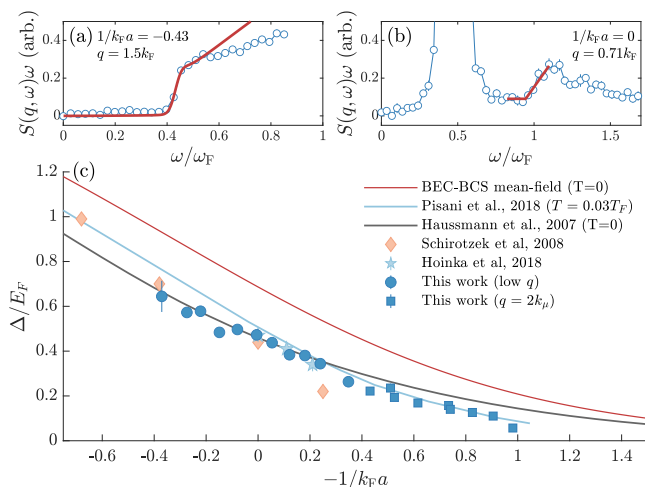 (a)
1/k_F a = −0.43
q = 1.5k_F
S(q, ω)ω (arb.)
0.4
0.2
0
0 0.2 0.4 0.6 0.8 1
ω/ω_F
(b)
1/k_F a = 0
q = 0.71k_F
S(q, ω)ω (arb.)
0.4
0.2
0
0 0.5 1 1.5
ω/ω_F
(c)
BEC-BCS mean-field (T=0)
Pisani et al., 2018 (T = 0.03T_F)
Haussmann et al., 2007 (T=0)
Schirotzek et al, 2008
Hoinka et al, 2018
This work (low q)
This work (q = 2k_μ)
Δ/E_F
1.2
1
0.8
0.6
0.4
0.2
0
-0.6 -0.4 -0.2 0 0.2 0.4 0.6 0.8 1 1.2 1.4
−1/k_F a